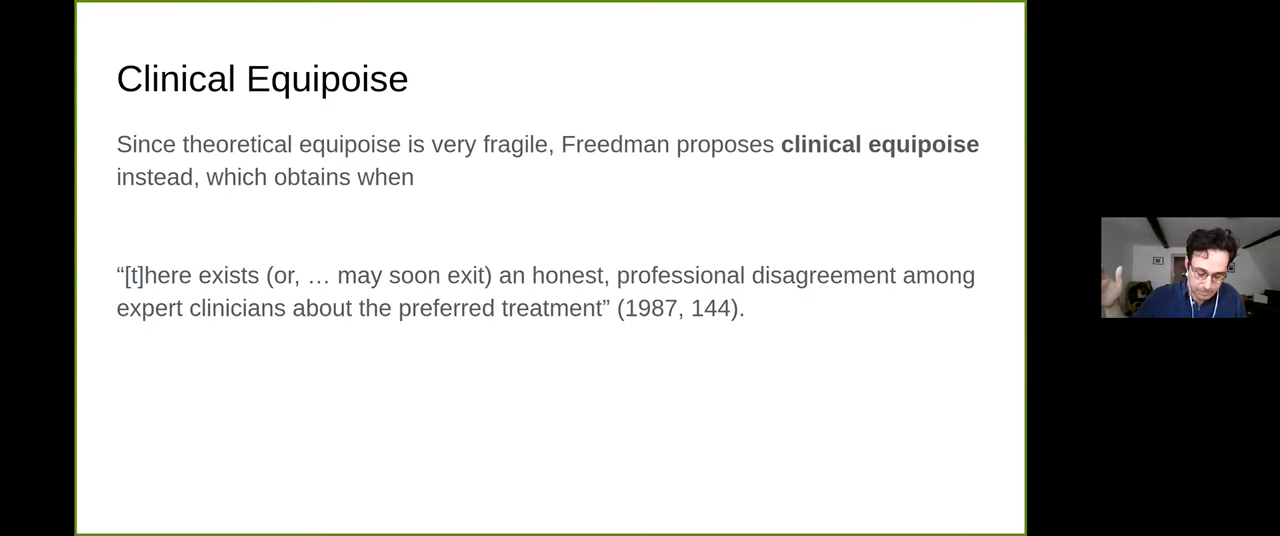 Clinical Equipoise
Since theoretical equipoise is very fragile, Freedman proposes clinical equipoise
instead, which obtains when
“[t]here exists (or, … may soon exit) an honest, professional disagreement among
expert clinicians about the preferred treatment” (1987, 144).